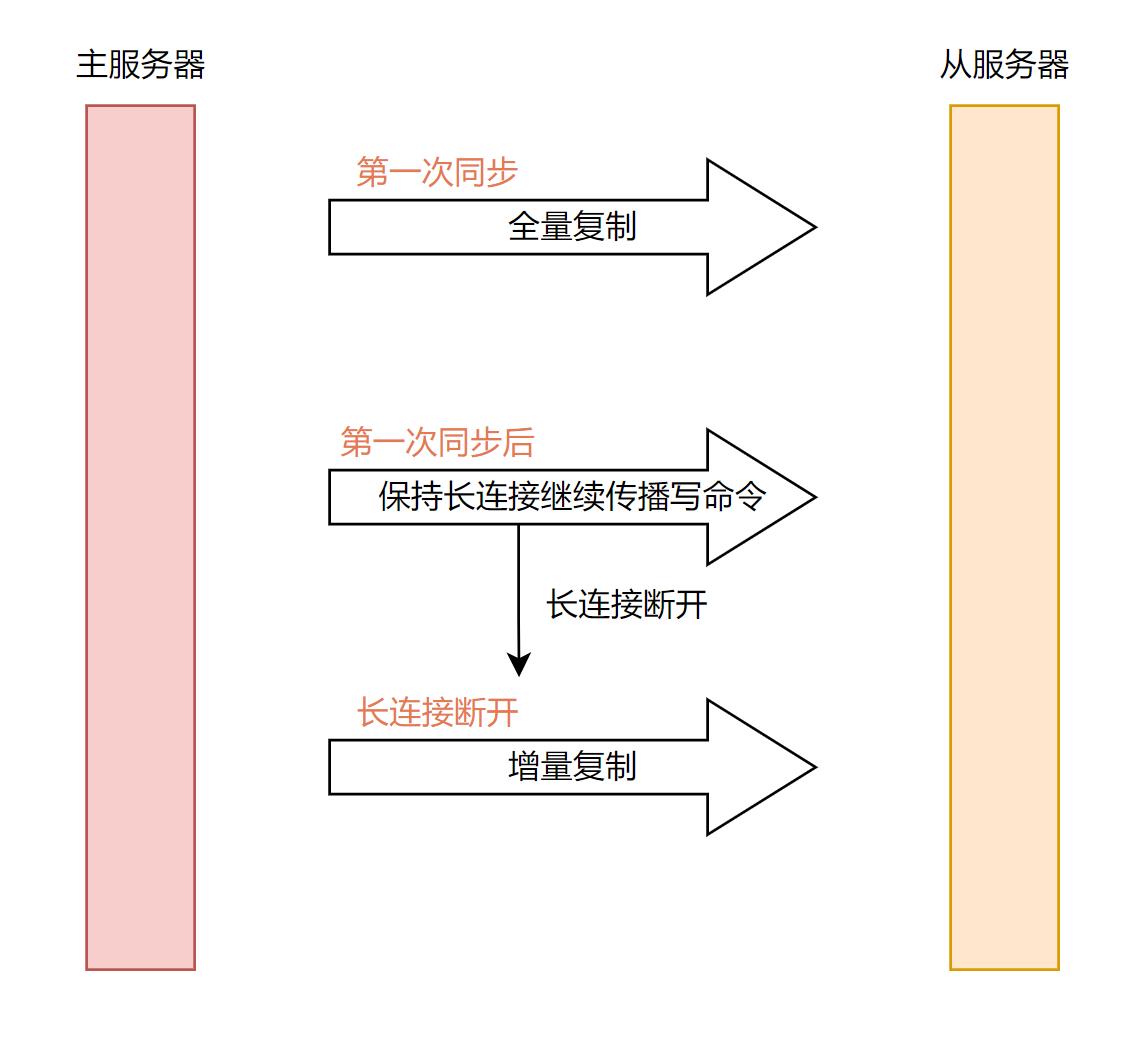 主服务器
从服务器
第一次同步
全量复制
第一次同步后
保持长连接继续传播写命令
长连接断开
长连接断开
增量复制